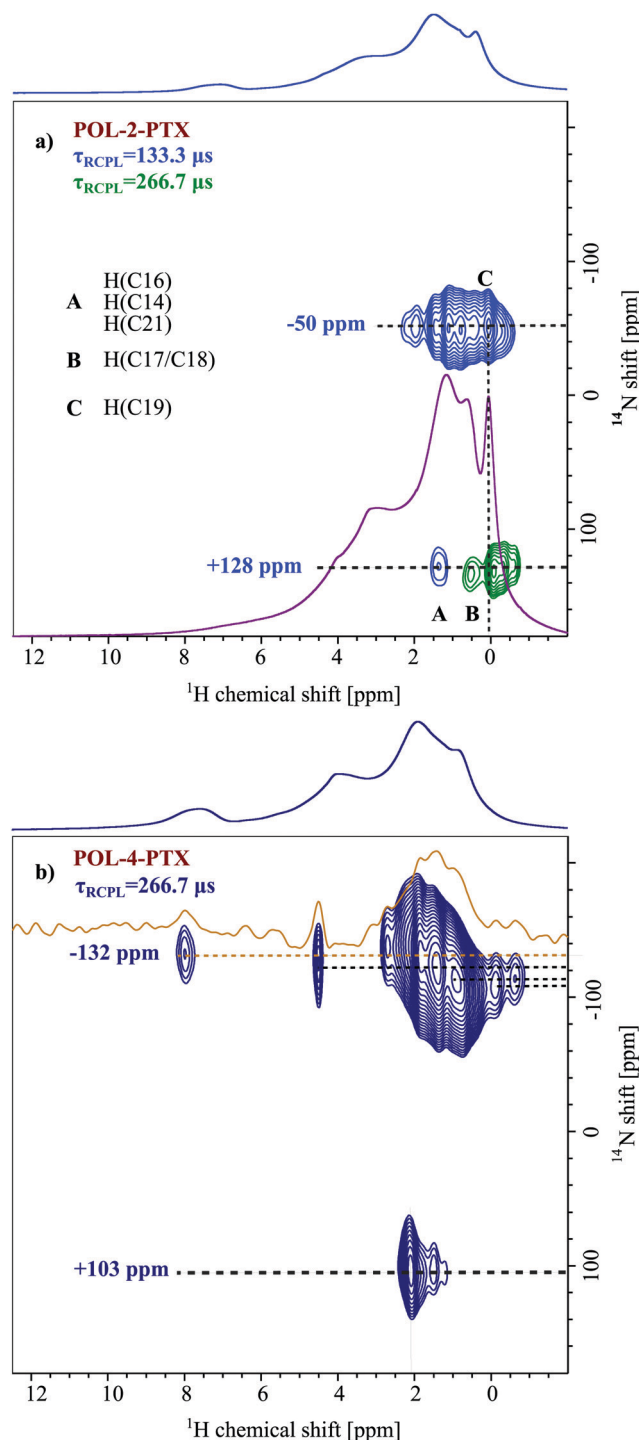 a)
POL-2-PTX
τRCPL=133.3 μs
τRCPL=266.7 μs
A
H(C16)
H(C14)
H(C21)
B H(C17/C18)
C H(C19)
C
-50 ppm
+128 ppm
A B
-100
0
100
¹⁴N shift [ppm]
12 10 8 6 4 2 0
¹H chemical shift [ppm]
b)
POL-4-PTX
τRCPL=266.7 μs
-132 ppm
+103 ppm
-100
0
100
¹⁴N shift [ppm]
12 10 8 6 4 2 0
¹H chemical shift [ppm]